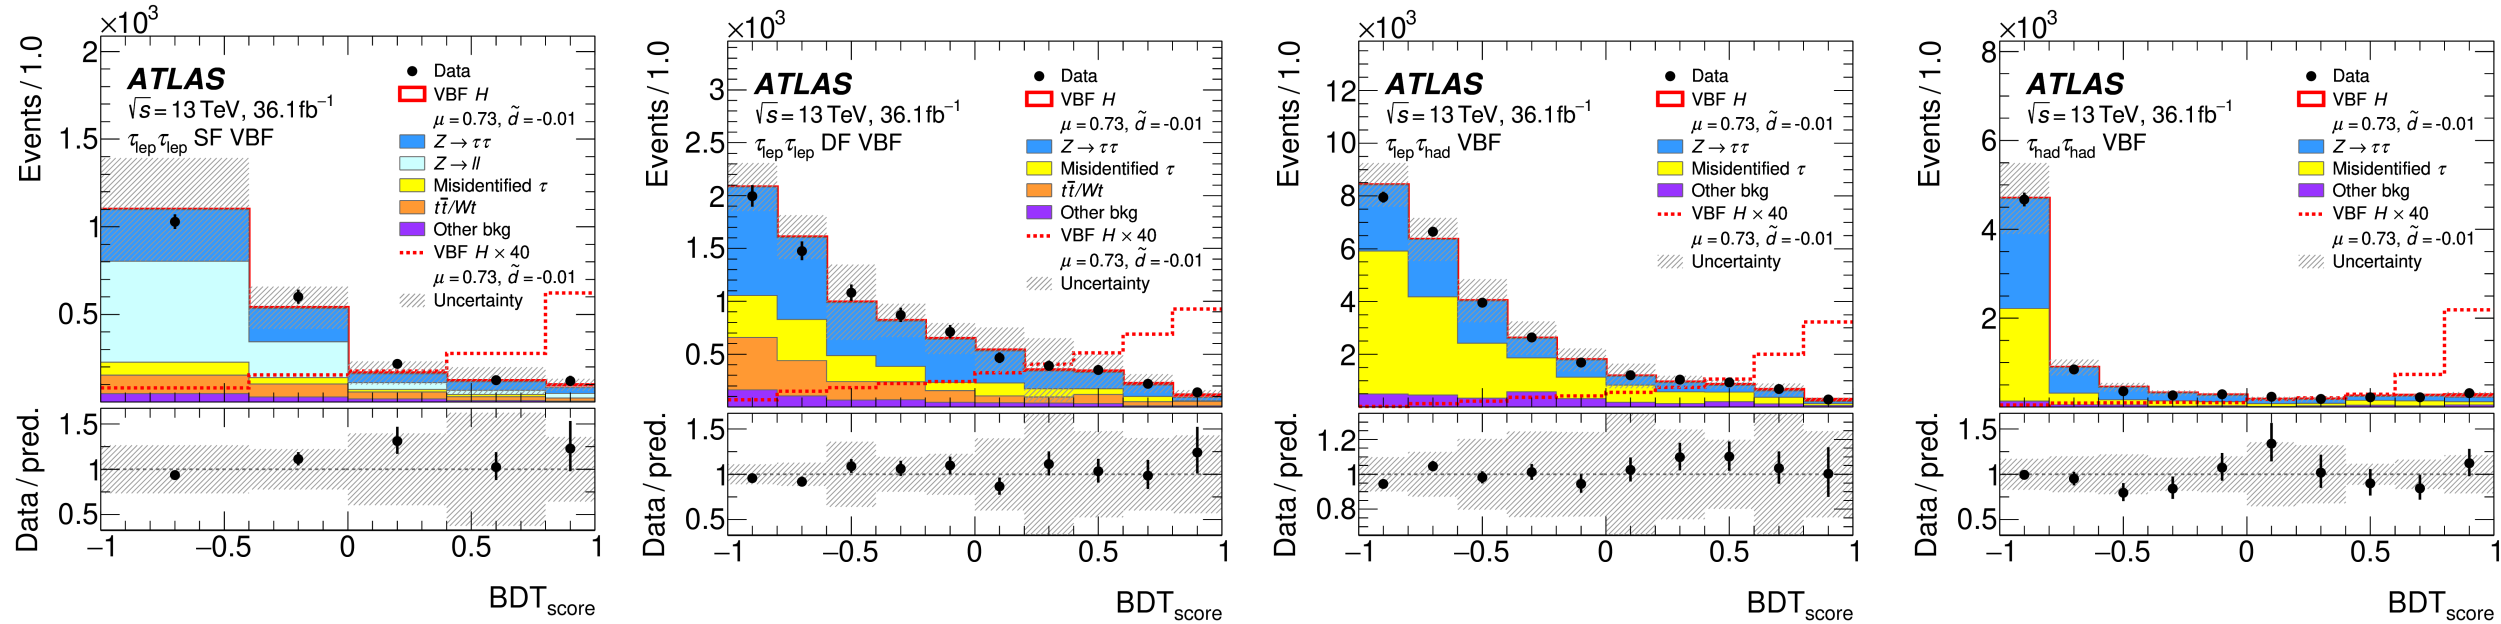 ×10³
Events / 1.0
2
1.5
1
0.5
ATLAS
√s = 13 TeV, 36.1fb⁻¹
τlepτlep SF VBF
Data
VBF H
μ = 0.73, d̃ = -0.01
Z → ττ
Z → ll
Misidentified τ
tt̄/Wt
Other bkg
VBF H × 40
μ = 0.73, d̃ = -0.01
Uncertainty
Data / pred.
1.5
1
0.5
−1 −0.5 0 0.5 1
BDTscore
×10³
Events / 1.0
3
2.5
2
1.5
1
0.5
ATLAS
√s = 13 TeV, 36.1fb⁻¹
τlepτlep DF VBF
Data
VBF H
μ = 0.73, d̃ = -0.01
Z → ττ
Misidentified τ
tt̄/Wt
Other bkg
VBF H × 40
μ = 0.73, d̃ = -0.01
Uncertainty
Data / pred.
1.5
1
0.5
−1 −0.5 0 0.5 1
BDTscore
×10³
Events / 1.0
12
10
8
6
4
2
ATLAS
√s = 13 TeV, 36.1fb⁻¹
τlepτhad VBF
Data
VBF H
μ = 0.73, d̃ = -0.01
Z → ττ
Misidentified τ
Other bkg
VBF H × 40
μ = 0.73, d̃ = -0.01
Uncertainty
Data / pred.
1.2
1
0.8
−1 −0.5 0 0.5 1
BDTscore
×10³
Events / 1.0
8
6
4
2
ATLAS
√s = 13 TeV, 36.1fb⁻¹
τhadτhad VBF
Data
VBF H
μ = 0.73, d̃ = -0.01
Z → ττ
Misidentified τ
Other bkg
VBF H × 40
μ = 0.73, d̃ = -0.01
Uncertainty
Data / pred.
1.5
1
0.5
−1 −0.5 0 0.5 1
BDTscore